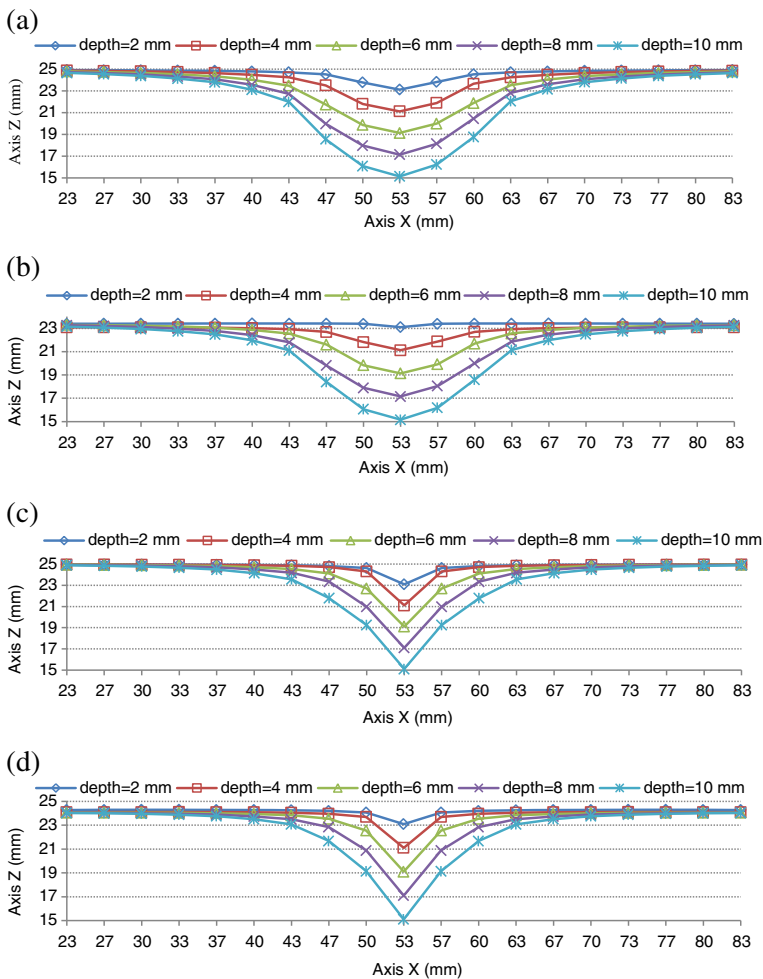 (a)
depth=2 mm depth=4 mm depth=6 mm depth=8 mm depth=10 mm
Axis Z (mm)
25
23
21
19
17
15
23 27 30 33 37 40 43 47 50 53 57 60 63 67 70 73 77 80 83
Axis X (mm)
(b)
depth=2 mm depth=4 mm depth=6 mm depth=8 mm depth=10 mm
Axis Z (mm)
23
21
19
17
15
23 27 30 33 37 40 43 47 50 53 57 60 63 67 70 73 77 80 83
Axis X (mm)
(c)
depth=2 mm depth=4 mm depth=6 mm depth=8 mm depth=10 mm
Axis Z (mm)
25
23
21
19
17
15
23 27 30 33 37 40 43 47 50 53 57 60 63 67 70 73 77 80 83
Axis X (mm)
(d)
depth=2 mm depth=4 mm depth=6 mm depth=8 mm depth=10 mm
Axis Z (mm)
25
23
21
19
17
15
23 27 30 33 37 40 43 47 50 53 57 60 63 67 70 73 77 80 83
Axis X (mm)